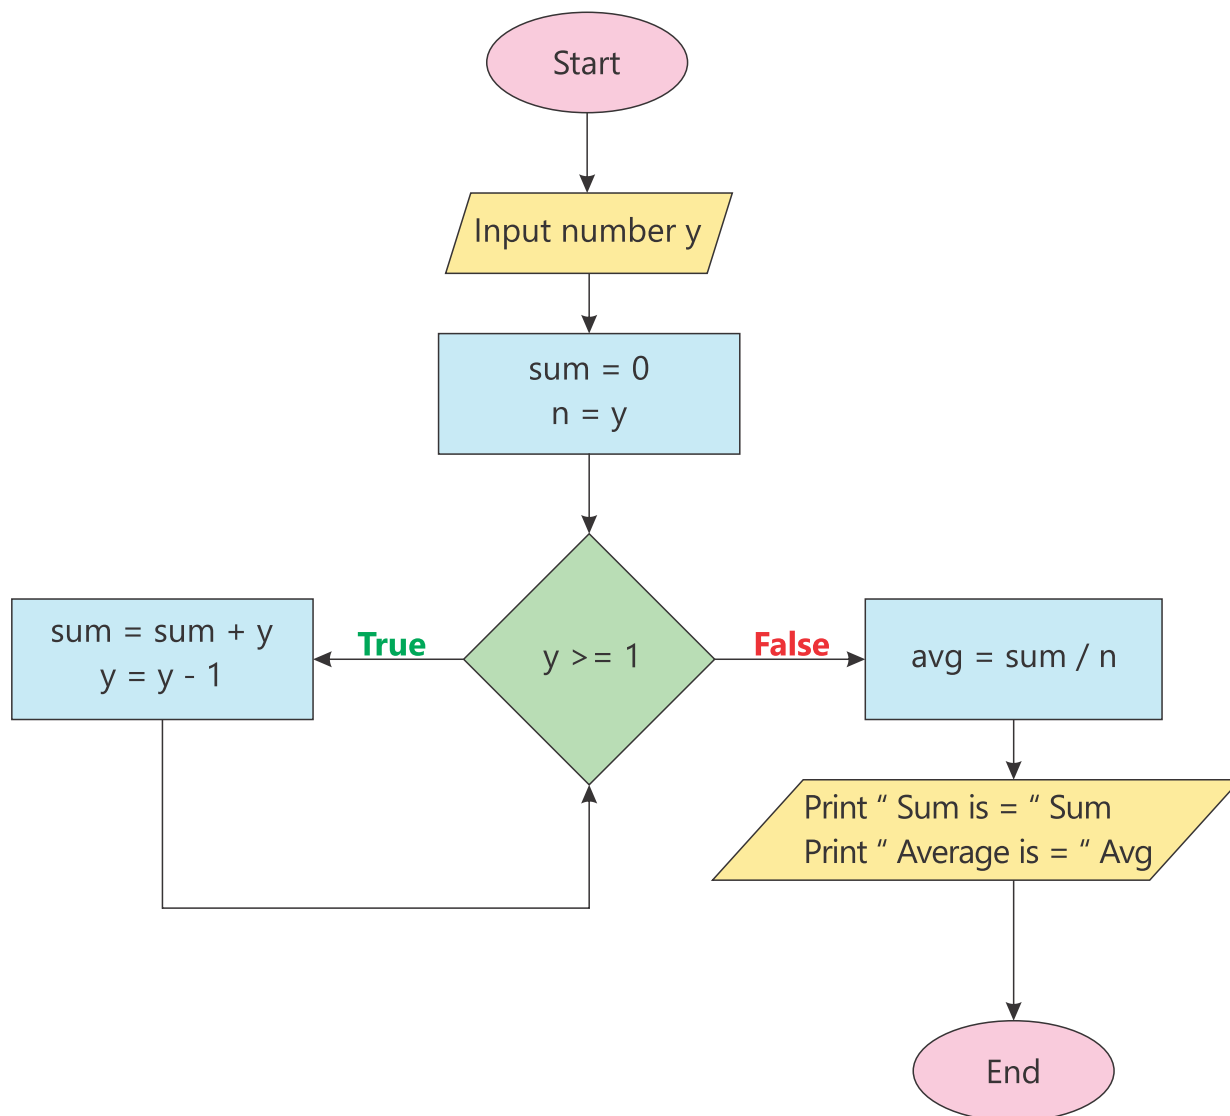 Start
Input number y
sum = 0
n = y
y >= 1
True
sum = sum + y
y = y - 1
False
avg = sum / n
Print “ Sum is = “ Sum
Print “ Average is = “ Avg
End